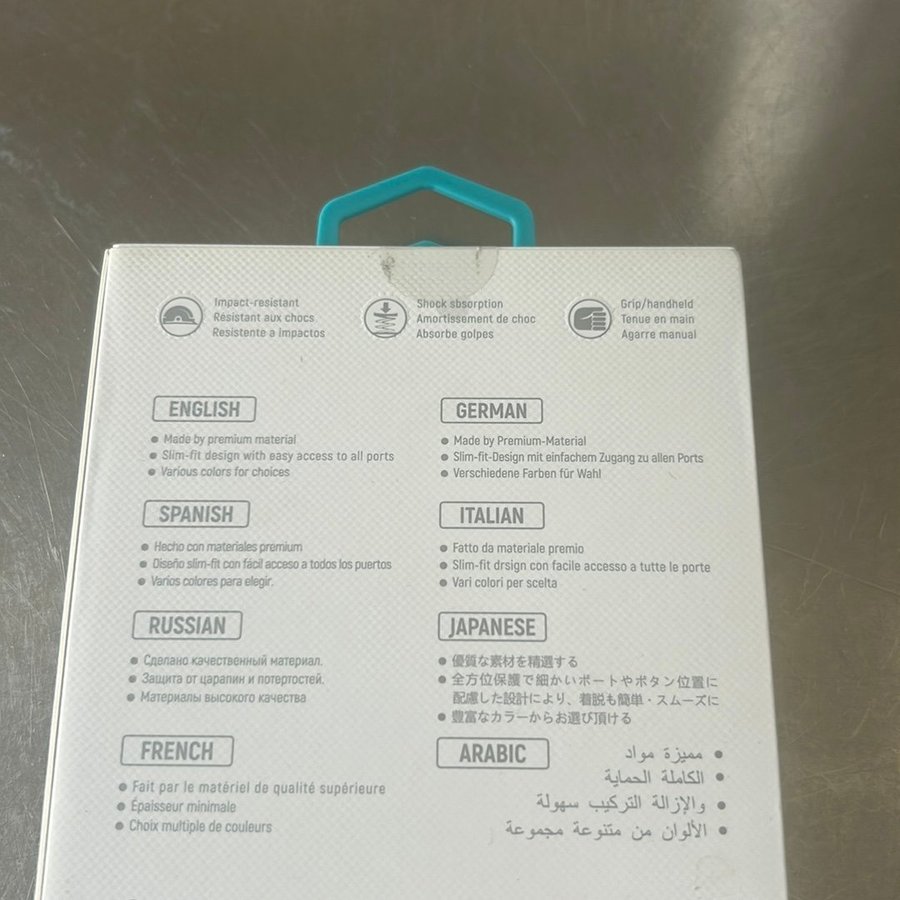 Impact-resistant
Résistant aux chocs
Resistente a impactos
Shock sbsorption
Amortissement de choc
Absorbe golpes
Grip/handheld
Tenue en main
Agarre manual
ENGLISH
● Made by premium material
● Slim-fit design with easy access to all ports
● Various colors for choices
GERMAN
● Made by Premium-Material
● Slim-fit-Design mit einfachem Zugang zu allen Ports
● Verschiedene Farben für Wahl
SPANISH
● Hecho con materiales premium
● Diseño slim-fit con fácil acceso a todos los puertos
● Varios colores para elegir.
ITALIAN
● Fatto da materiale premio
● Slim-fit drsign con facile accesso a tutte le porte
● Vari colori per scelta
RUSSIAN
● Сделано качественный материал.
● Защита от царапин и потертостей.
● Материалы высокого качества
JAPANESE
● 優質な素材を精選する
● 全方位保護で細かいポートやボタン位置に
配慮した設計により、着脱も簡単・スムーズに
● 豊富なカラーからお選び頂ける
FRENCH
● Fait par le matériel de qualité supérieure
● Épaisseur minimale
● Choix multiple de couleurs
ARABIC
● مميزة مواد
● الكاملة الحماية
● والإزالة التركيب سهولة
● الألوان من متنوعة مجموعة